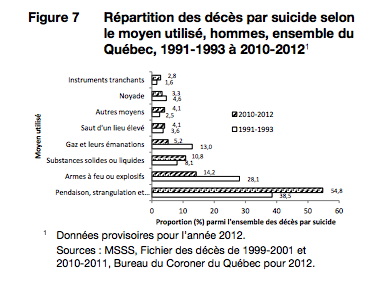 Figure 7 Répartition des décès par suicide selon
le moyen utilisé, hommes, ensemble du
Québec, 1991-1993 à 2010-2012¹
Instruments tranchants 2,8
1,6
Noyade 3,3
4,6
Autres moyens 4,1
2,5
Saut d'un lieu élevé 4,1
3,6
Gaz et leurs émanations 5,2
13,0
Substances solides ou liquides 10,8
8,1
Armes à feu ou explosifs 14,2
28,1
Pendaison, strangulation et... 54,8
38,5
2010-2012
1991-1993
Moyen utilisé
0 10 20 30 40 50 60
Proportion (%) parmi l'ensemble des décès par suicide
¹ Données provisoires pour l'année 2012.
Sources : MSSS, Fichier des décès de 1999-2001 et
2010-2011, Bureau du Coroner du Québec pour 2012.